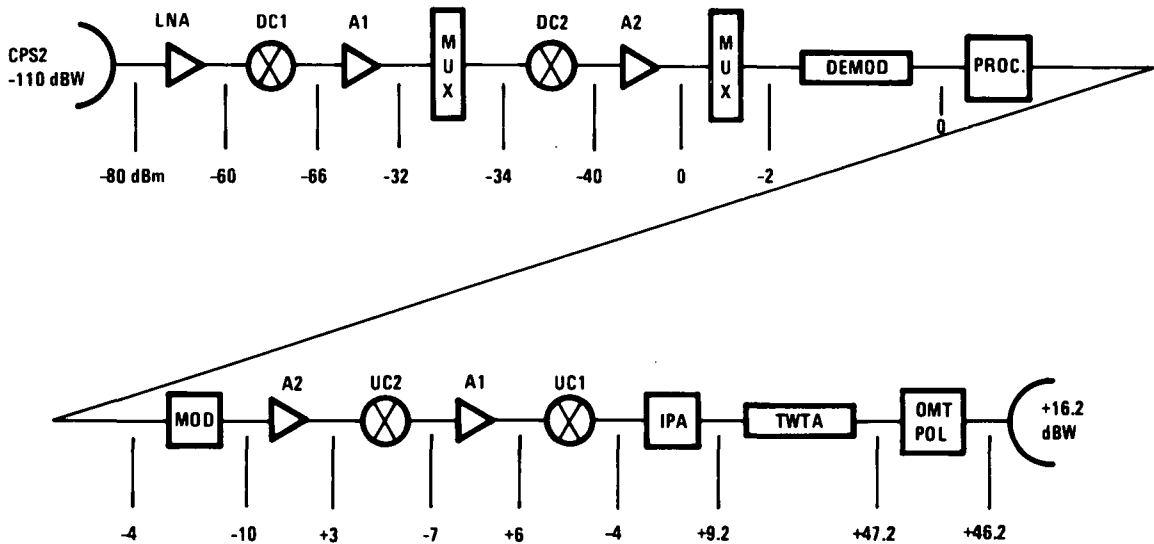 LNA DC1 A1 DC2 A2
CPS2
-110 dBW
MUX
MUX
DEMOD
PROC.
-80 dBm -60 -66 -32 -34 -40 0 -2 0
A2 UC2 A1 UC1
MOD
IPA
TWTA
OMT
POL
+16.2
dBW
-4 -10 +3 -7 +6 -4 +9.2 +47.2 +46.2